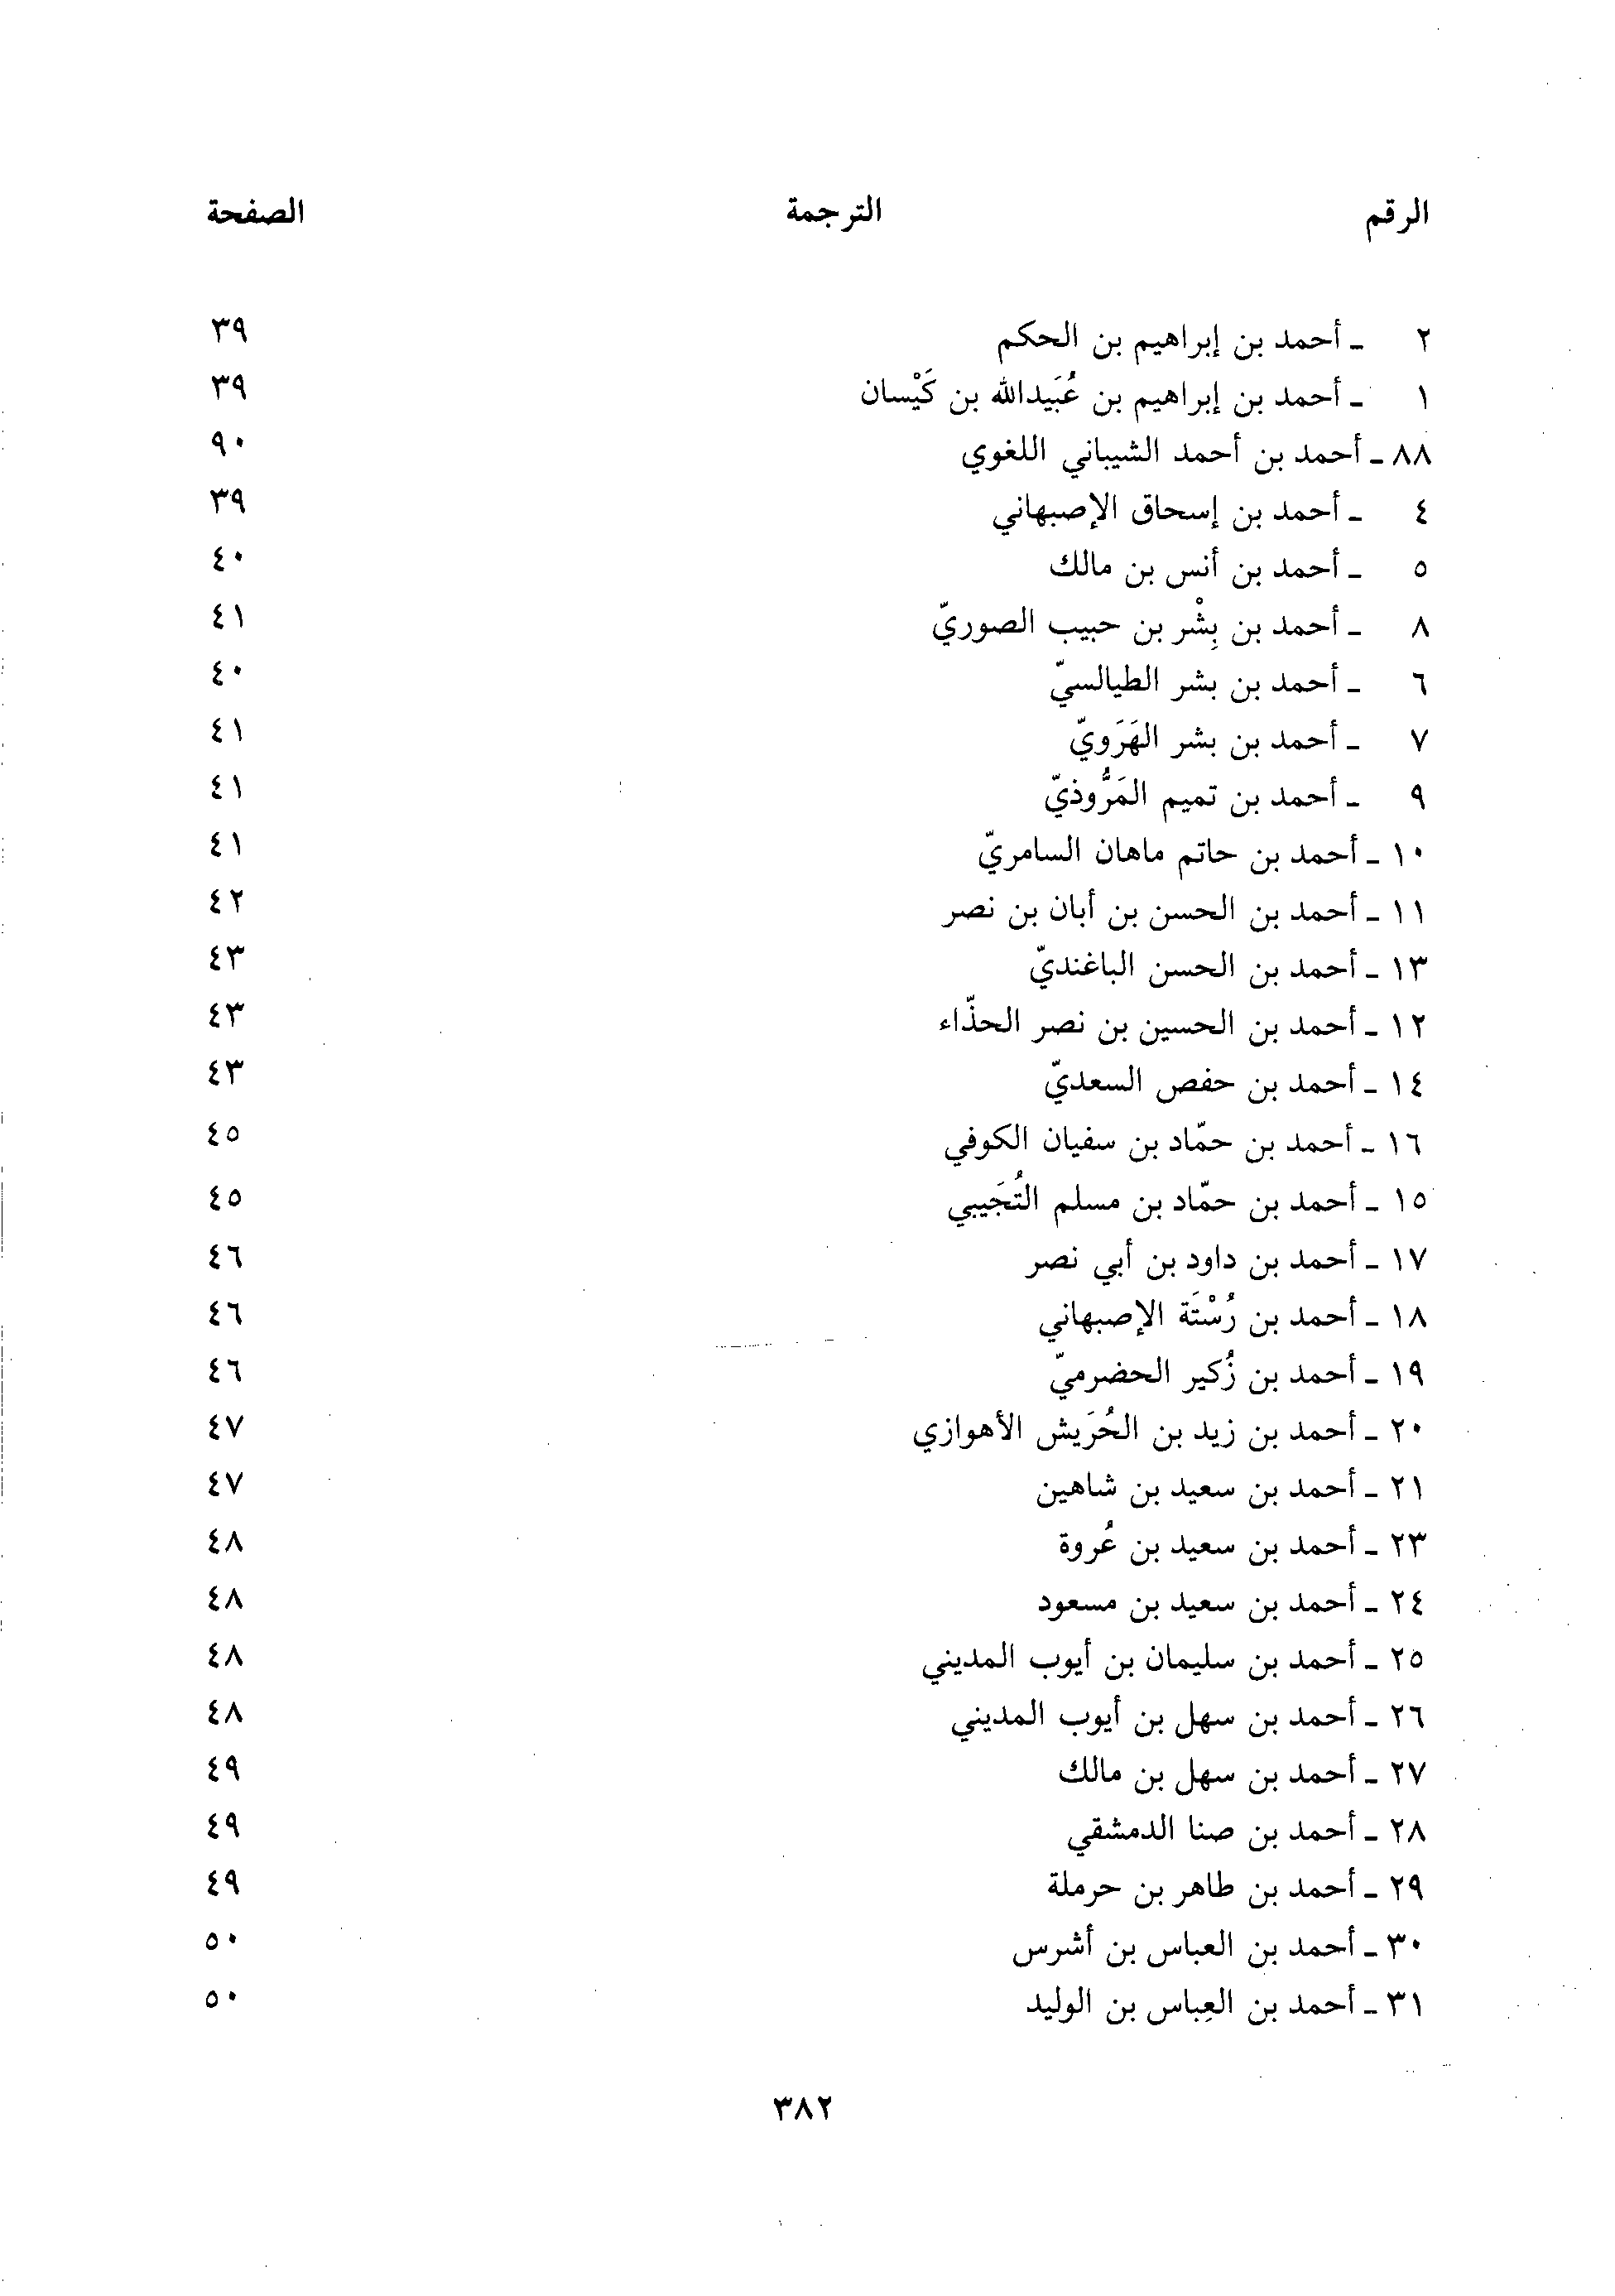 الرقم الترجمة الصفحة
٢ - أحمد بن إبراهيم بن الحكم ٣٩
١ - أحمد بن إبراهيم بن عُبَيدالله بن كَيْسان ٣٩
٨٨ - أحمد بن أحمد الشيباني اللغوي ٩٠
٤ - أحمد بن إسحاق الإصبهاني ٣٩
٥ - أحمد بن أنس بن مالك ٤٠
٨ - أحمد بن بِشْر بن حبيب الصوريّ ٤١
٦ - أحمد بن بشر الطيالسيّ ٤٠
٧ - أحمد بن بشر الهَرَويّ ٤١
٩ - أحمد بن تميم المَرُّوذيّ ٤١
١٠ - أحمد بن حاتم ماهان السامريّ ٤١
١١ - أحمد بن الحسن بن أبان بن نصر ٤٢
١٣ - أحمد بن الحسن الباغنديّ ٤٣
١٢ - أحمد بن الحسين بن نصر الحذّاء ٤٣
١٤ - أحمد بن حفص السعديّ ٤٣
١٦ - أحمد بن حمّاد بن سفيان الكوفي ٤٥
١٥ - أحمد بن حمّاد بن مسلم التُجَيبي ٤٥
١٧ - أحمد بن داود بن أبي نصر ٤٦
١٨ - أحمد بن رُسْتَة الإصبهاني ٤٦
١٩ - أحمد بن زُكير الحضرميّ ٤٦
٢٠ - أحمد بن زيد بن الحُرَيش الأهوازي ٤٧
٢١ - أحمد بن سعيد بن شاهين ٤٧
٢٣ - أحمد بن سعيد بن عُروة ٤٨
٢٤ - أحمد بن سعيد بن مسعود ٤٨
٢٥ - أحمد بن سليمان بن أيوب المديني ٤٨
٢٦ - أحمد بن سهل بن أيوب المديني ٤٨
٢٧ - أحمد بن سهل بن مالك ٤٩
٢٨ - أحمد بن صنا الدمشقي ٤٩
٢٩ - أحمد بن طاهر بن حرملة ٤٩
٣٠ - أحمد بن العباس بن أشرس ٥٠
٣١ - أحمد بن العِباس بن الوليد ٥٠
٣٨٢